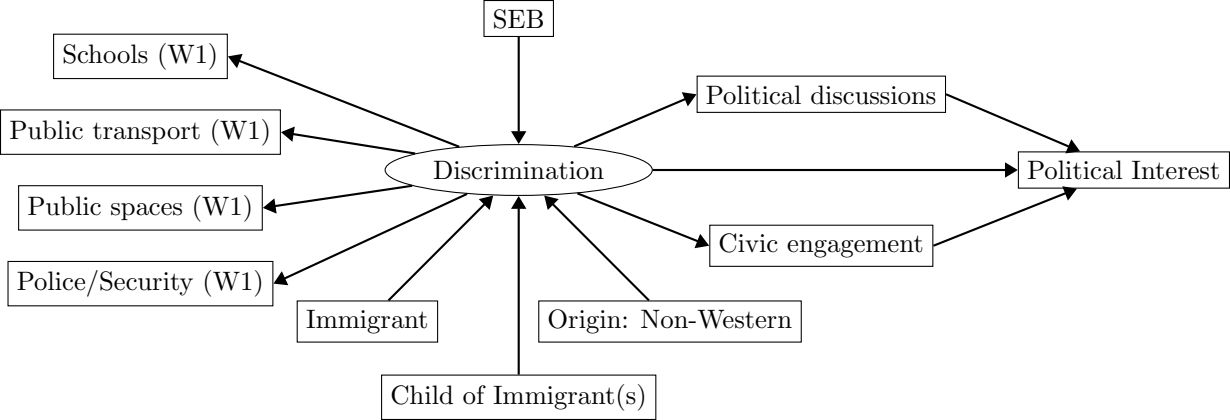 SEB
Schools (W1)
Political discussions
Public transport (W1)
Discrimination
Political Interest
Public spaces (W1)
Civic engagement
Police/Security (W1)
Immigrant
Origin: Non-Western
Child of Immigrant(s)